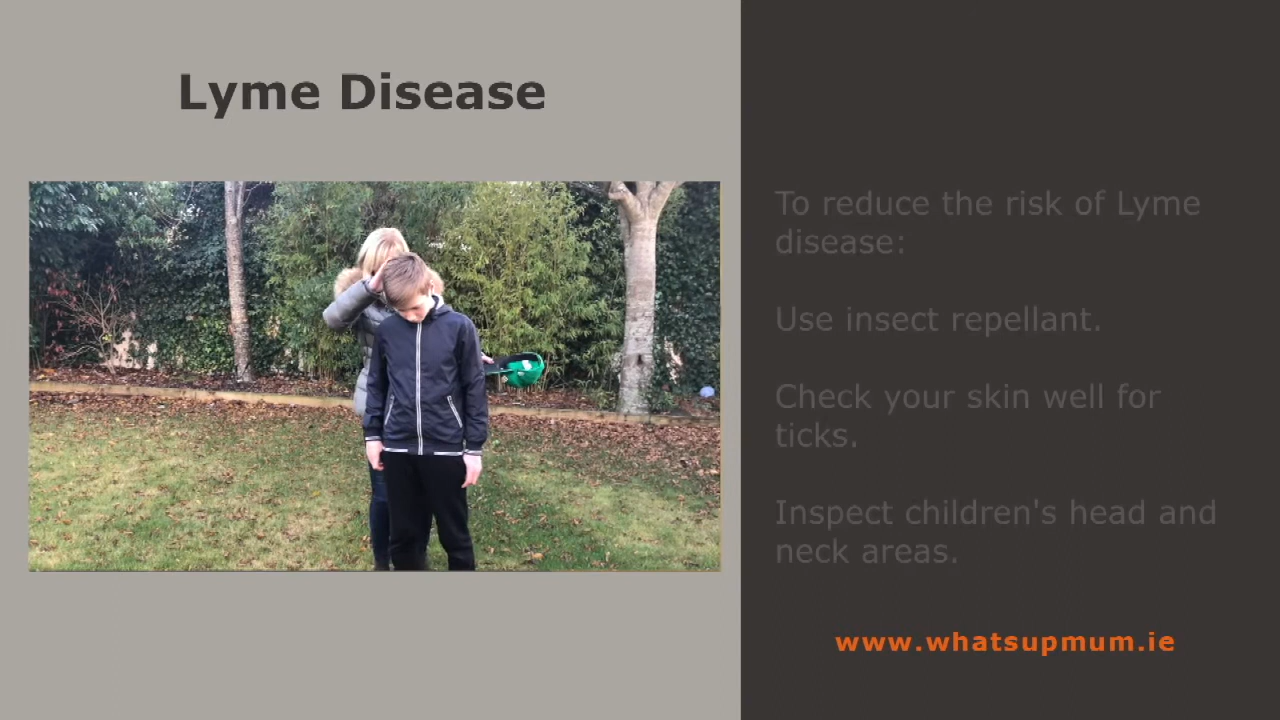 Lyme Disease
To reduce the risk of Lyme
disease:
Use insect repellant.
Check your skin well for
ticks.
Inspect children's head and
neck areas.
www.whatsupmum.ie